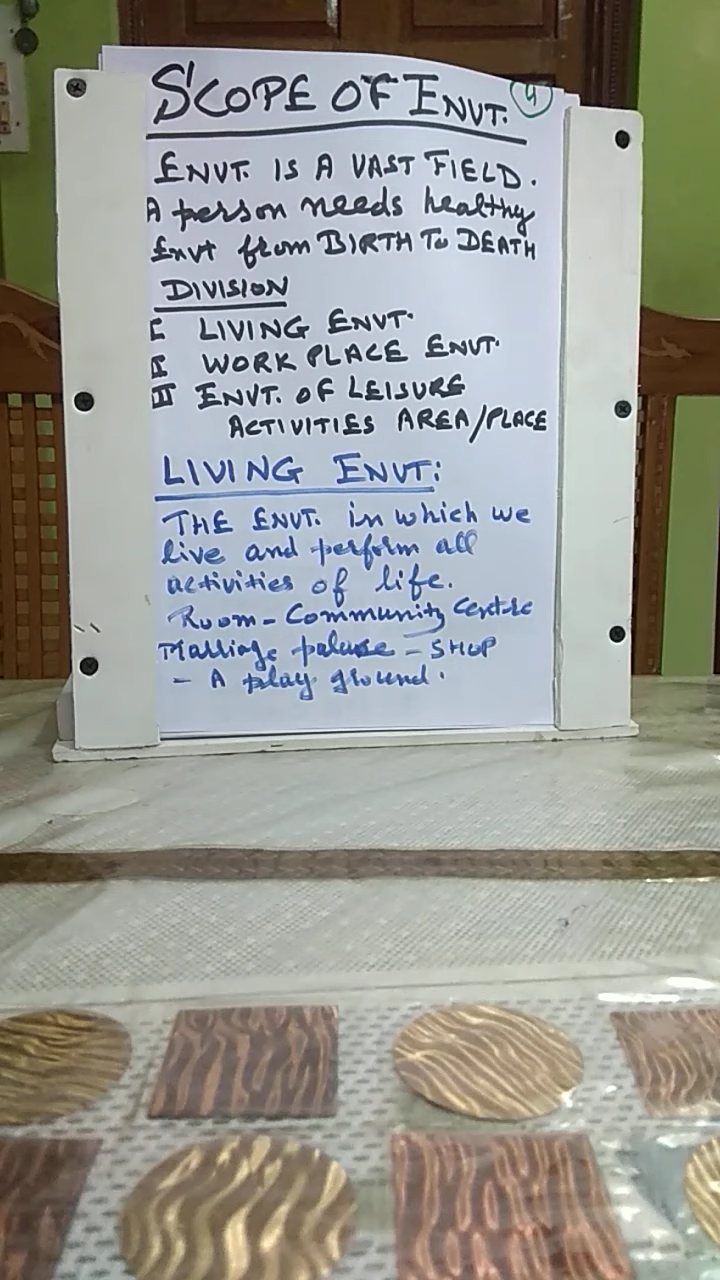 SCOPE OF ENVT. 4
ENVT. IS A VAST FIELD.
A person needs healthy
Envt from BIRTH To DEATH
DIVISION
I LIVING ENVT.
II WORK PLACE ENVT.
III ENVT. OF LEISURE
ACTIVITIES AREA/PLACE
LIVING ENVT:
THE ENVT. in which we
live and perform all
activities of life.
Room - Community Centre
Marriage palace - SHOP
- A play ground.